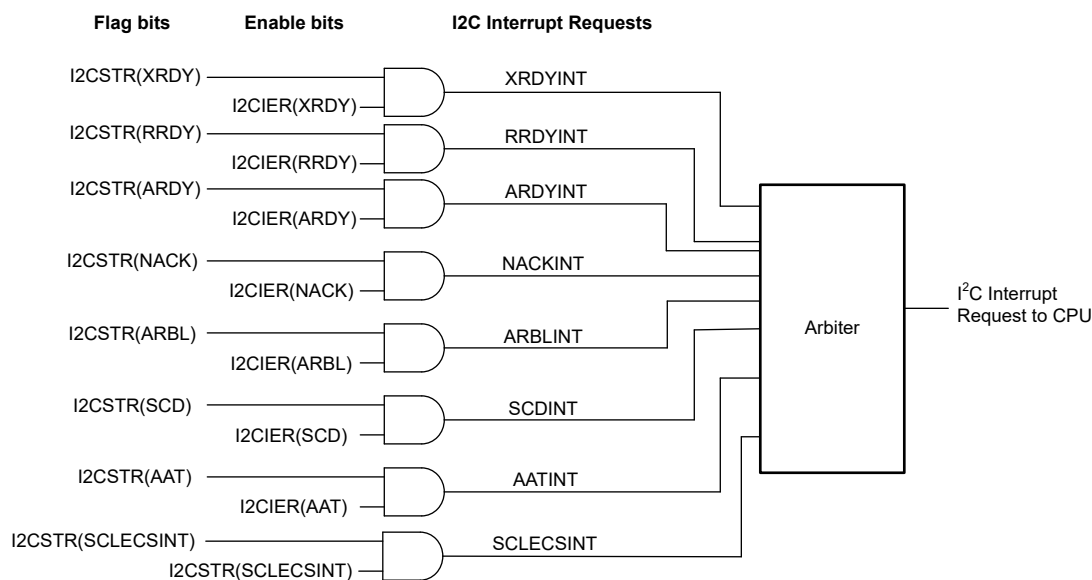 Flag bits Enable bits I2C Interrupt Requests
I2CSTR(XRDY) XRDYINT
I2CIER(XRDY)
I2CSTR(RRDY) RRDYINT
I2CIER(RRDY)
I2CSTR(ARDY) ARDYINT
I2CIER(ARDY)
I2CSTR(NACK) NACKINT
I2CIER(NACK)
I²C Interrupt
Request to CPU
Arbiter
I2CSTR(ARBL) ARBLINT
I2CIER(ARBL)
I2CSTR(SCD) SCDINT
I2CIER(SCD)
I2CSTR(AAT) AATINT
I2CIER(AAT)
I2CSTR(SCLECSINT) SCLECSINT
I2CSTR(SCLECSINT)